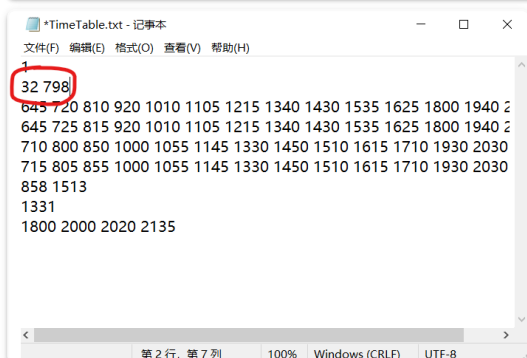 *TimeTable.txt - 记事本
文件(F) 编辑(E) 格式(O) 查看(V) 帮助(H)
1
32 798
645 720 810 920 1010 1105 1215 1340 1430 1535 1625 1800 1940 2
645 725 815 920 1010 1105 1215 1340 1430 1535 1625 1800 1940 2
710 800 850 1000 1055 1145 1330 1450 1510 1615 1710 1930 2030
715 805 855 1000 1055 1145 1330 1450 1510 1615 1710 1930 2030
858 1513
1331
1800 2000 2020 2135
第 2 行，第 7 列 100% Windows (CRLF) UTF-8